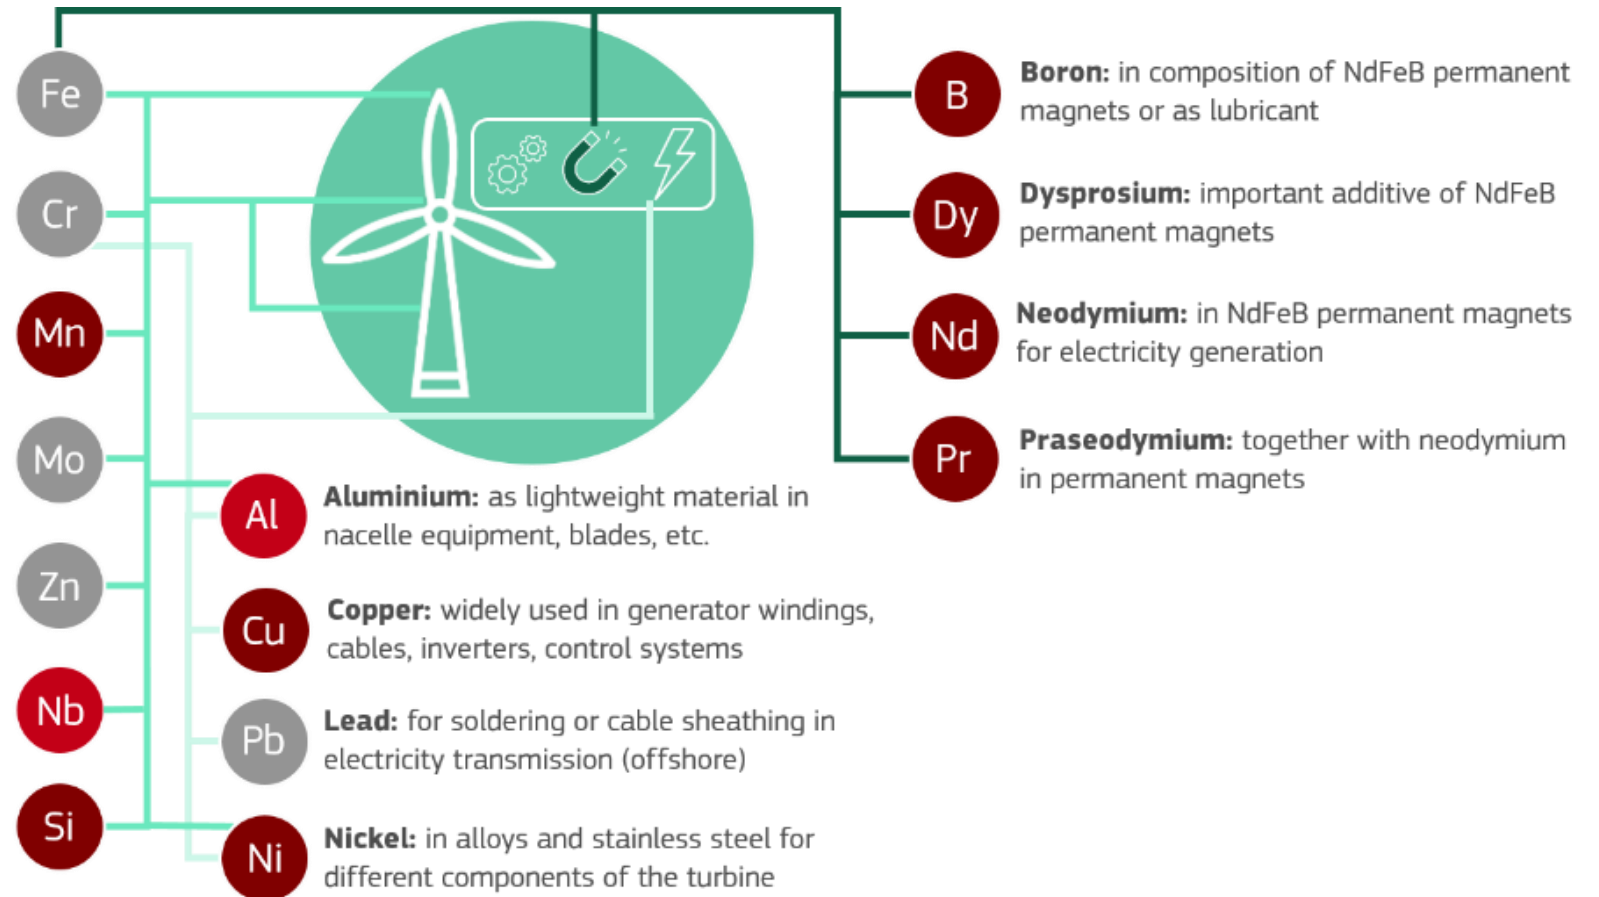 Fe
Cr
Mn
Mo
Zn
Nb
Si
Al
Aluminium: as lightweight material in
nacelle equipment, blades, etc.
Cu
Copper: widely used in generator windings,
cables, inverters, control systems
Pb
Lead: for soldering or cable sheathing in
electricity transmission (offshore)
Ni
Nickel: in alloys and stainless steel for
different components of the turbine
B
Boron: in composition of NdFeB permanent
magnets or as lubricant
Dy
Dysprosium: important additive of NdFeB
permanent magnets
Nd
Neodymium: in NdFeB permanent magnets
for electricity generation
Pr
Praseodymium: together with neodymium
in permanent magnets